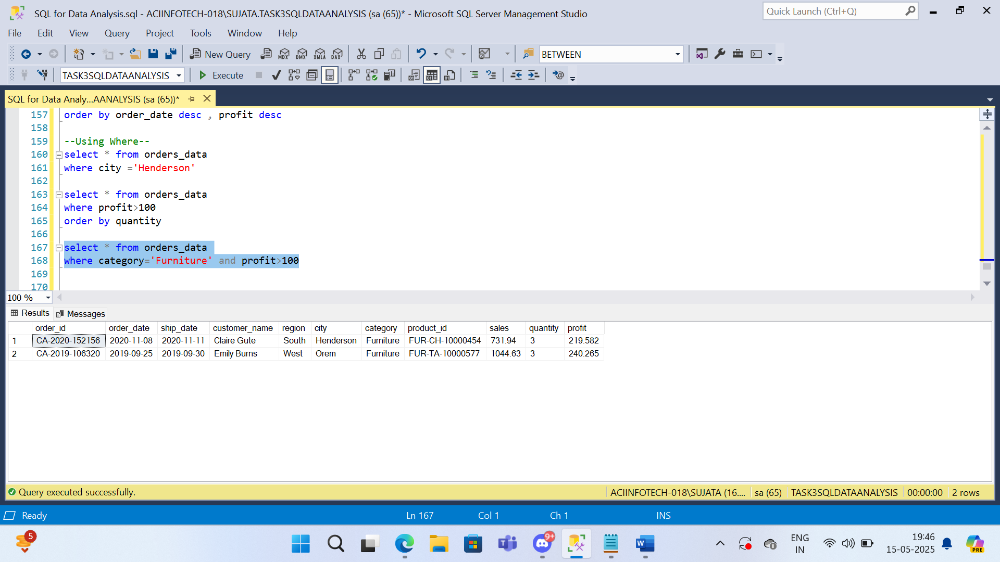 SQL for Data Analysis.sql - ACIINFOTECH-018\SUJATA.TASK3SQLDATAANALYSIS (sa (65))* - Microsoft SQL Server Management Studio
Quick Launch (Ctrl+Q)
File Edit View Query Project Tools Window Help
New Query MDX DMX XMLA DAX BETWEEN
TASK3SQLDATAANALYSIS Execute
SQL for Data Analy...AANALYSIS (sa (65))*
157 order by order_date desc , profit desc
158
159 --Using Where--
160 select * from orders_data
161 where city ='Henderson'
162
163 select * from orders_data
164 where profit>100
165 order by quantity
166
167 select * from orders_data
168 where category='Furniture' and profit>100
169
170
100 %
Results Messages
order_id order_date ship_date customer_name region city category product_id sales quantity profit
1 CA-2020-152156 2020-11-08 2020-11-11 Claire Gute South Henderson Furniture FUR-CH-10000454 731.94 3 219.582
2 CA-2019-106320 2019-09-25 2019-09-30 Emily Burns West Orem Furniture FUR-TA-10000577 1044.63 3 240.265
Query executed successfully. ACIINFOTECH-018\SUJATA (16.... sa (65) TASK3SQLDATAANALYSIS 00:00:00 2 rows
Ready Ln 167 Col 1 Ch 1 INS
5
9+
ENG
IN
19:46
15-05-2025
PRE